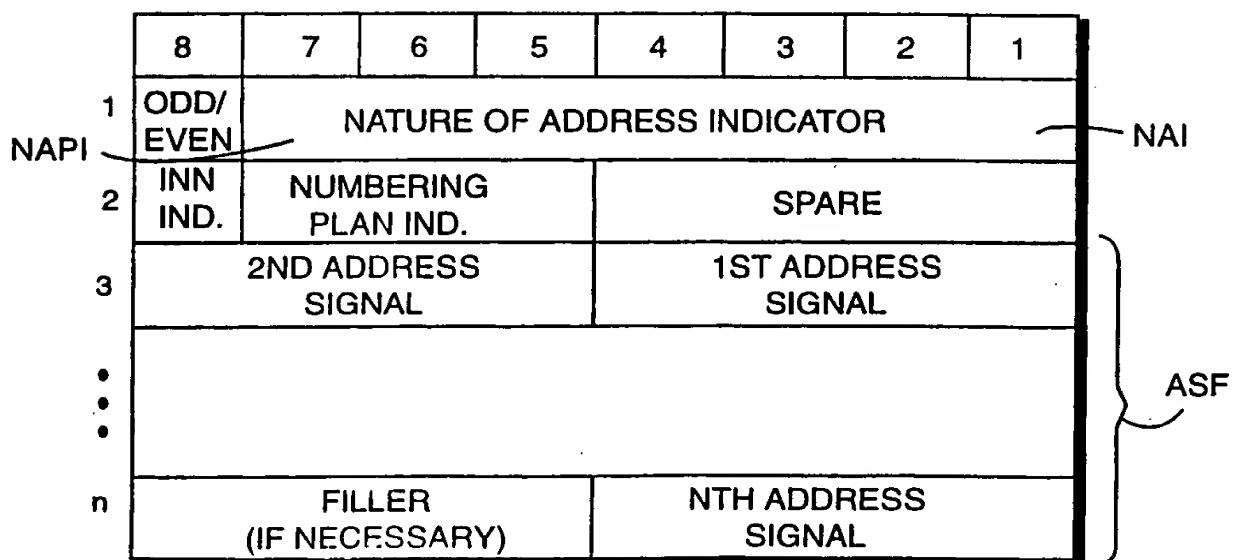 8 7 6 5 4 3 2 1
1 ODD/ EVEN NATURE OF ADDRESS INDICATOR
NAPI NAI
2 INN IND. NUMBERING PLAN IND. SPARE
3 2ND ADDRESS SIGNAL 1ST ADDRESS SIGNAL
ASF
n FILLER (IF NECESSARY) NTH ADDRESS SIGNAL